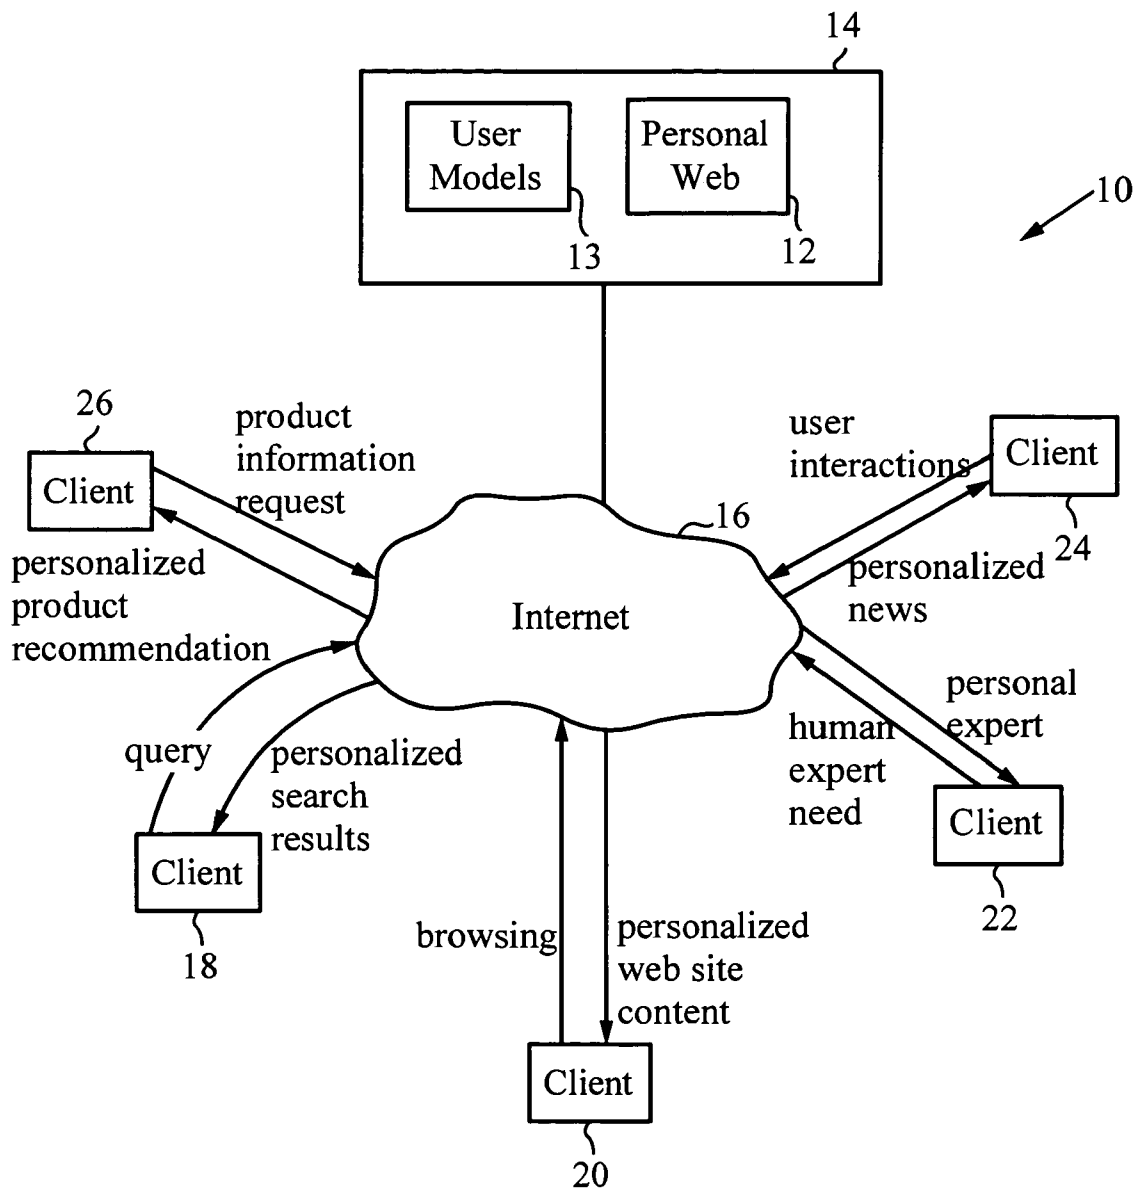 14
User
Models
Personal
Web
13
12
10
26
Client
product
information
request
user
interactions
Client
24
16
personalized
product
recommendation
Internet
personalized
news
query
personalized
search
results
Client
18
human
expert
need
personal
expert
Client
22
browsing
personalized
web site
content
Client
20